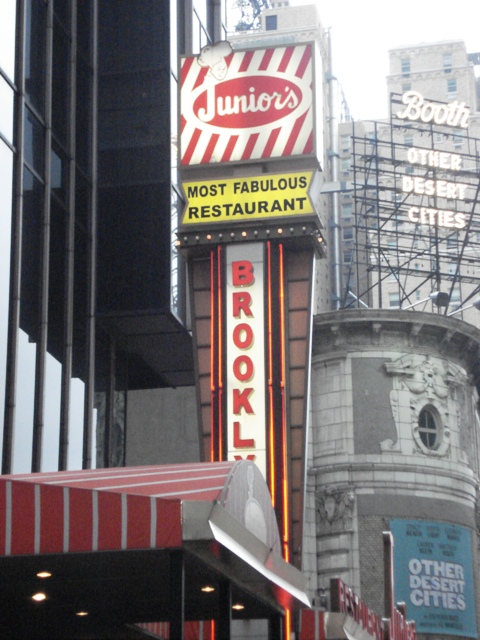 Junior's
MOST FABULOUS
RESTAURANT
BROOKLY
Booth
OTHER
DESERT
CITIES
OTHER
DESERT
CITIES